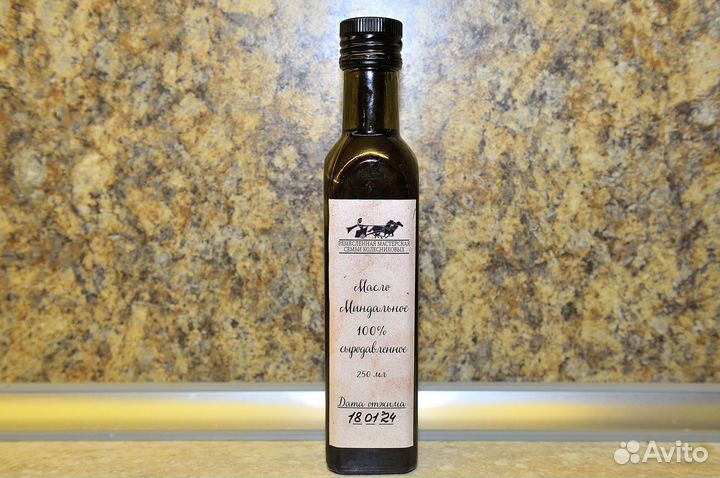 РЕМЕСЛЕННАЯ МАСТЕРСКАЯ
СЕМЬИ КОЛЕСНИКОВЫХ
Масло
Миндальное
100%
сыродавленное
250 мл
Дата отжима
18 01 24
Avito